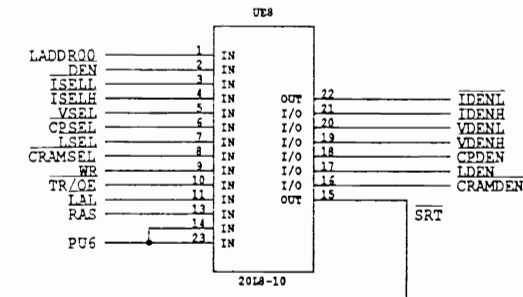 UE8
LADDR00 1 IN
DEN 2 IN
ISELL 3 IN
ISELH 4 IN OUT 22 IDENL
VSEL 5 IN I/O 21 IDENH
CPSEL 6 IN I/O 20 VDENL
LSEL 7 IN I/O 19 VDENH
CRAMSEL 8 IN I/O 18 CPDEN
WR 9 IN I/O 17 LDEN
TR/OE 10 IN I/O 16 CRAMDEN
LAL 11 IN OUT 15 SRT
RAS 13 IN
14 IN
PU6 23 IN
20L8-10